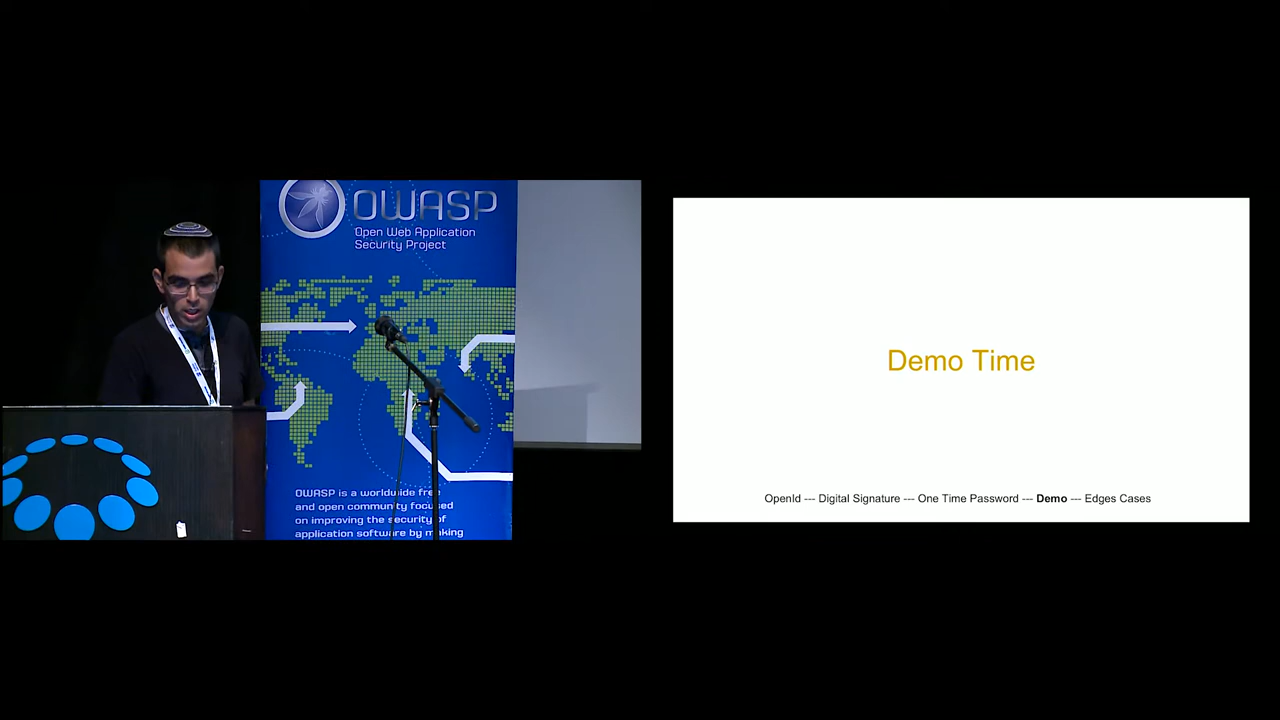 OWASP
Open Web Application
Security Project
OWASP is a worldwide free
and open community focused
on improving the security of
application software by making
Demo Time
OpenId --- Digital Signature --- One Time Password --- Demo --- Edges Cases